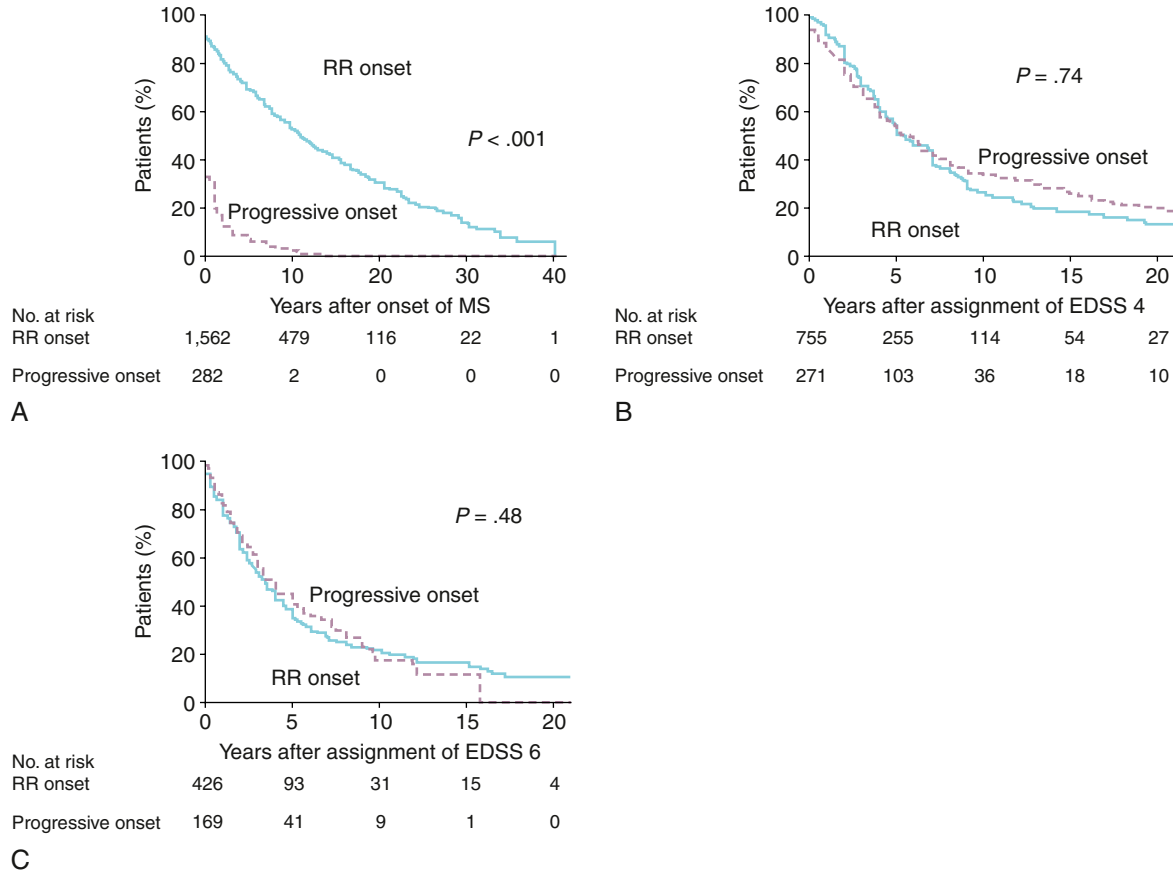 100
80
60
40
20
0
Patients (%)
RR onset
P < .001
Progressive onset
0 10 20 30 40
Years after onset of MS
No. at risk
RR onset 1,562 479 116 22 1
Progressive onset 282 2 0 0 0
A
100
80
60
40
20
0
Patients (%)
P = .74
Progressive onset
RR onset
0 5 10 15 20
Years after assignment of EDSS 4
No. at risk
RR onset 755 255 114 54 27
Progressive onset 271 103 36 18 10
B
100
80
60
40
20
0
Patients (%)
P = .48
Progressive onset
RR onset
0 5 10 15 20
Years after assignment of EDSS 6
No. at risk
RR onset 426 93 31 15 4
Progressive onset 169 41 9 1 0
C